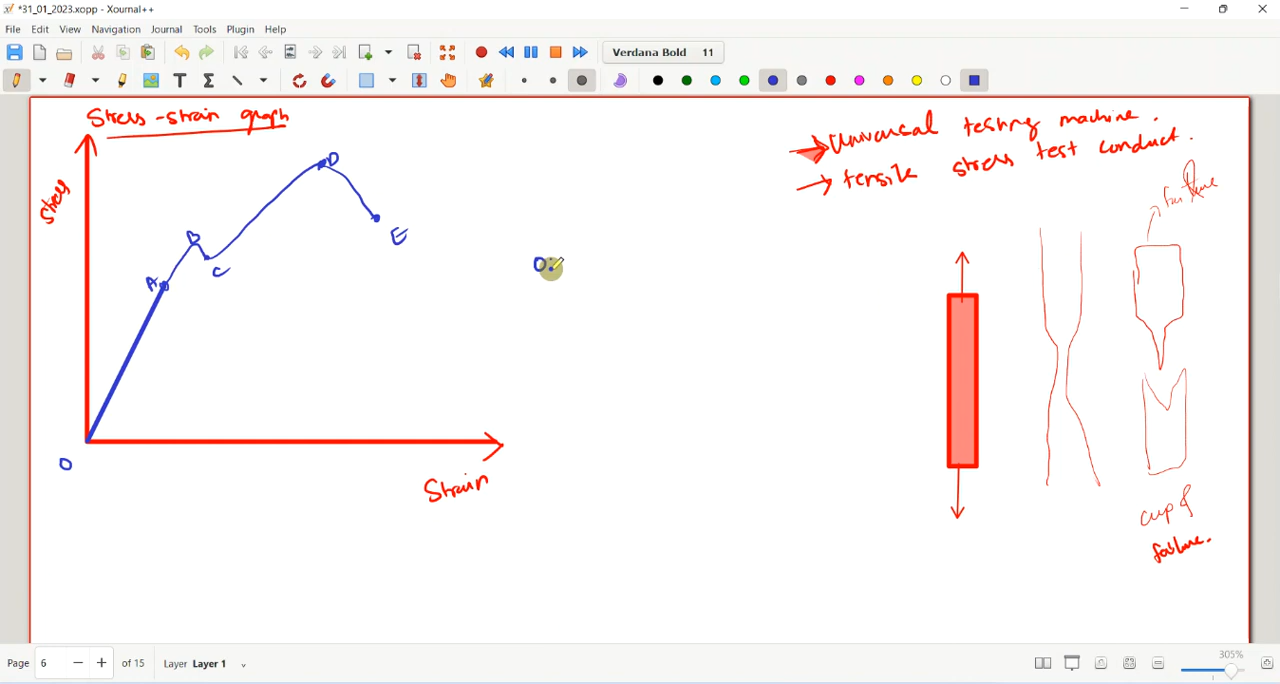 *31_01_2023.xopp - Xournal++
File Edit View Navigation Journal Tools Plugin Help
Verdana Bold 11
Stress-strain graph
Stress
A
B
C
D
E
O
Strain
O
→ Universal testing machine.
→ tensile stress test conduct.
cup &
failure.
Page 6 of 15 Layer Layer 1
305%